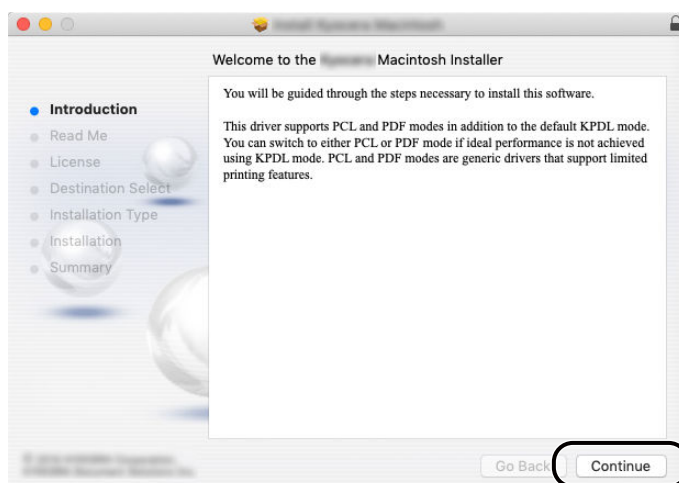 Welcome to the Macintosh Installer
Introduction
Read Me
License
Destination Select
Installation Type
Installation
Summary
You will be guided through the steps necessary to install this software.
This driver supports PCL and PDF modes in addition to the default KPDL mode.
You can switch to either PCL or PDF mode if ideal performance is not achieved
using KPDL mode. PCL and PDF modes are generic drivers that support limited
printing features.
Go Back
Continue